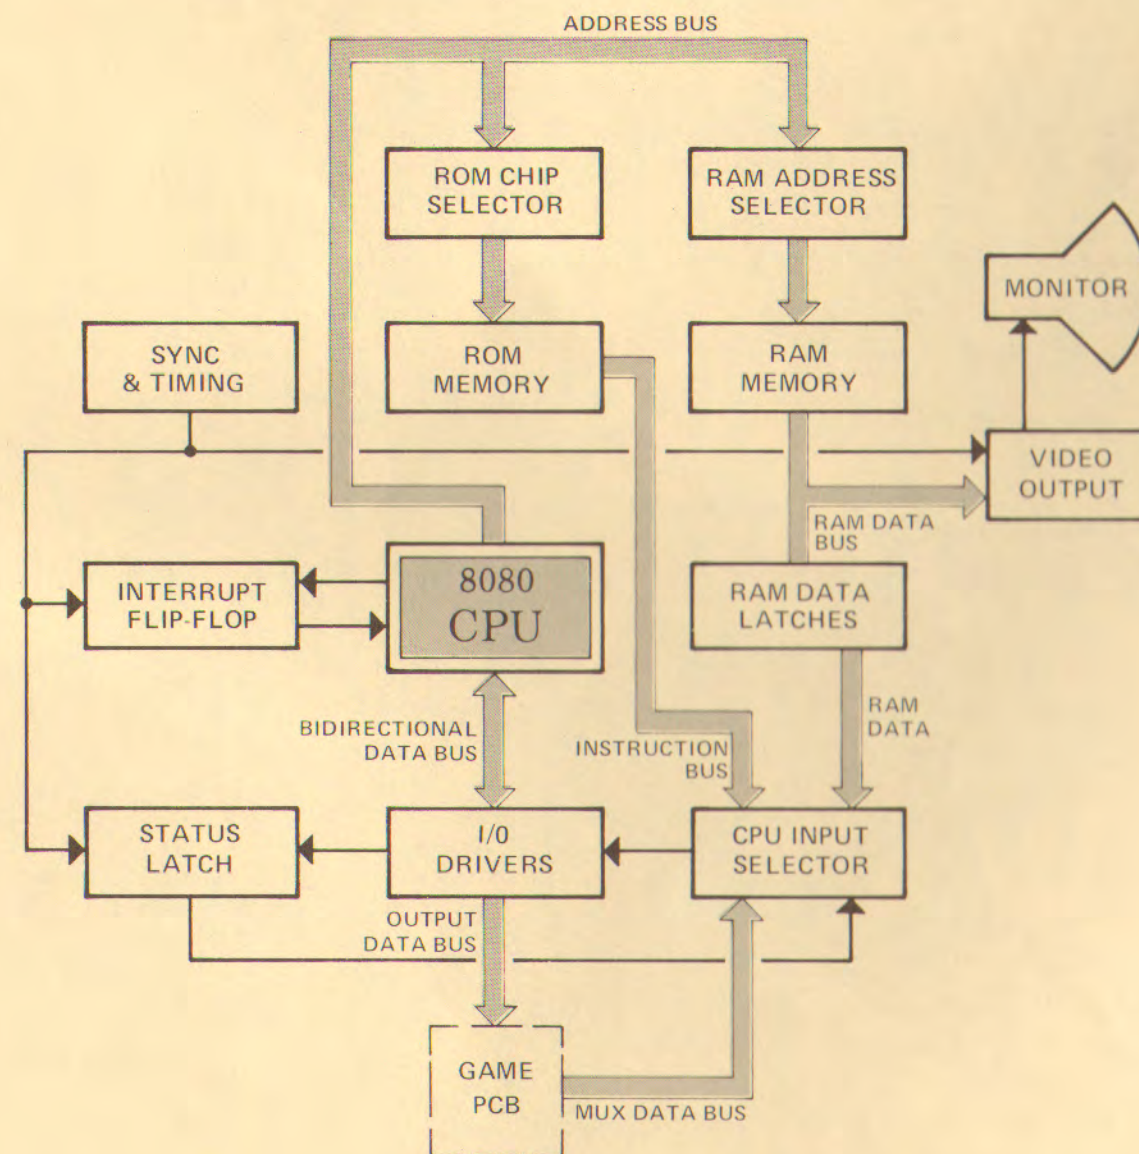 ADDRESS BUS
ROM CHIP
SELECTOR
RAM ADDRESS
SELECTOR
MONITOR
SYNC
& TIMING
ROM
MEMORY
RAM
MEMORY
VIDEO
OUTPUT
RAM DATA
BUS
INTERRUPT
FLIP-FLOP
8080
CPU
RAM DATA
LATCHES
RAM
DATA
BIDIRECTIONAL
DATA BUS
INSTRUCTION
BUS
STATUS
LATCH
I/0
DRIVERS
CPU INPUT
SELECTOR
OUTPUT
DATA BUS
GAME
PCB
MUX DATA BUS